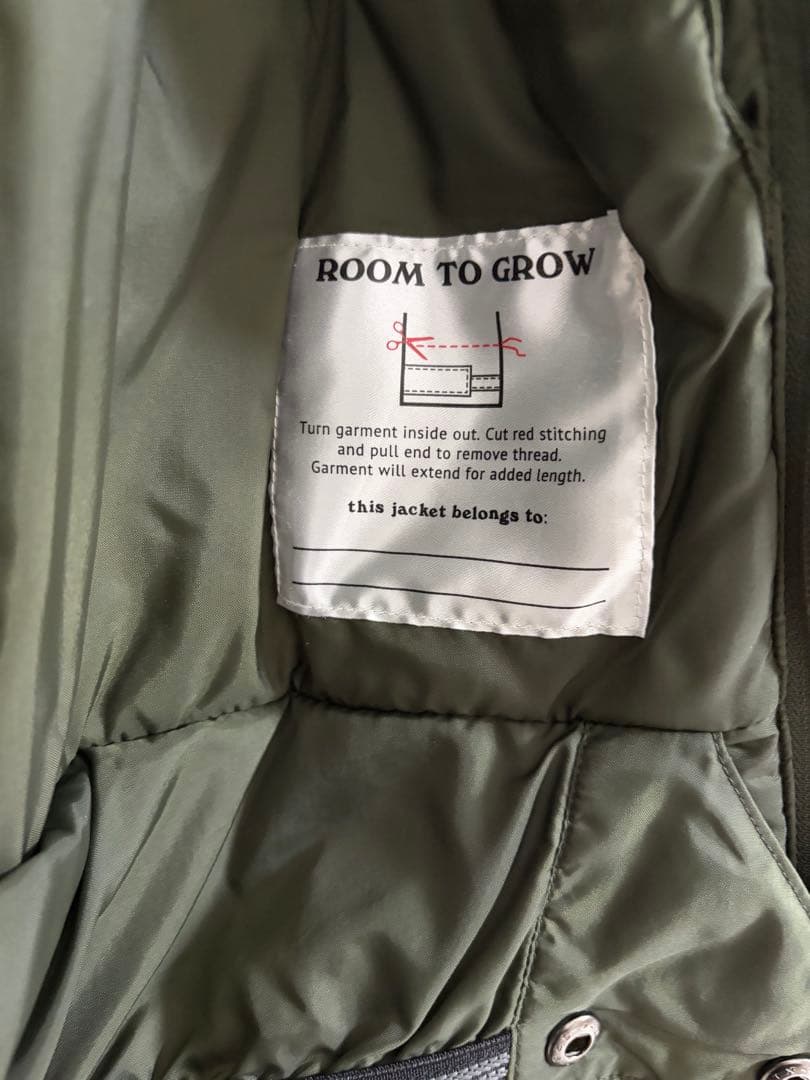 ROOM TO GROW
Turn garment inside out. Cut red stitching
and pull end to remove thread.
Garment will extend for added length.
this jacket belongs to: